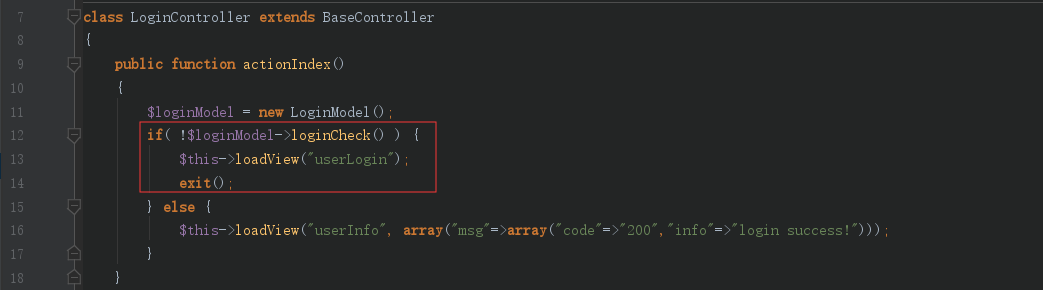 7 class LoginController extends BaseController
8 {
9 public function actionIndex()
10 {
11 $loginModel = new LoginModel();
12 if( !$loginModel->loginCheck() ) {
13 $this->loadView("userLogin");
14 exit();
15 } else {
16 $this->loadView("userInfo", array("msg"=>array("code"=>"200","info"=>"login success!")));
17 }
18 }